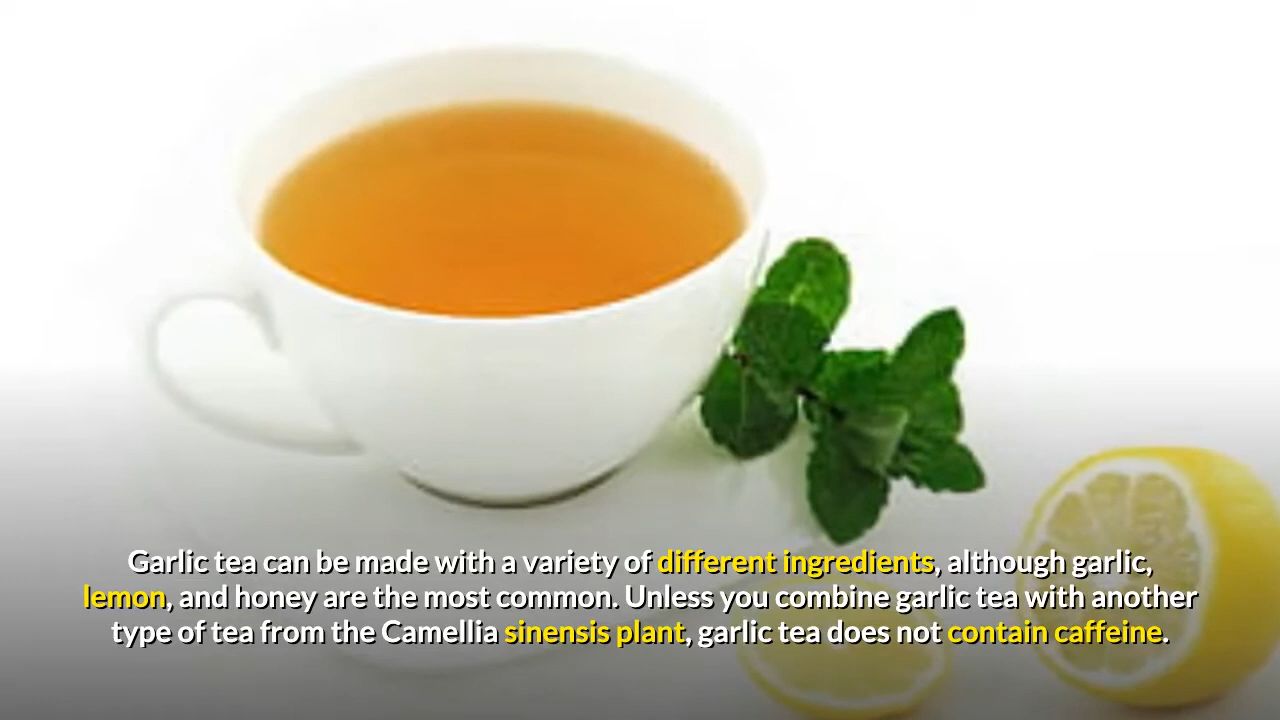 Garlic tea can be made with a variety of different ingredients, although garlic,
lemon, and honey are the most common. Unless you combine garlic tea with another
type of tea from the Camellia sinensis plant, garlic tea does not contain caffeine.